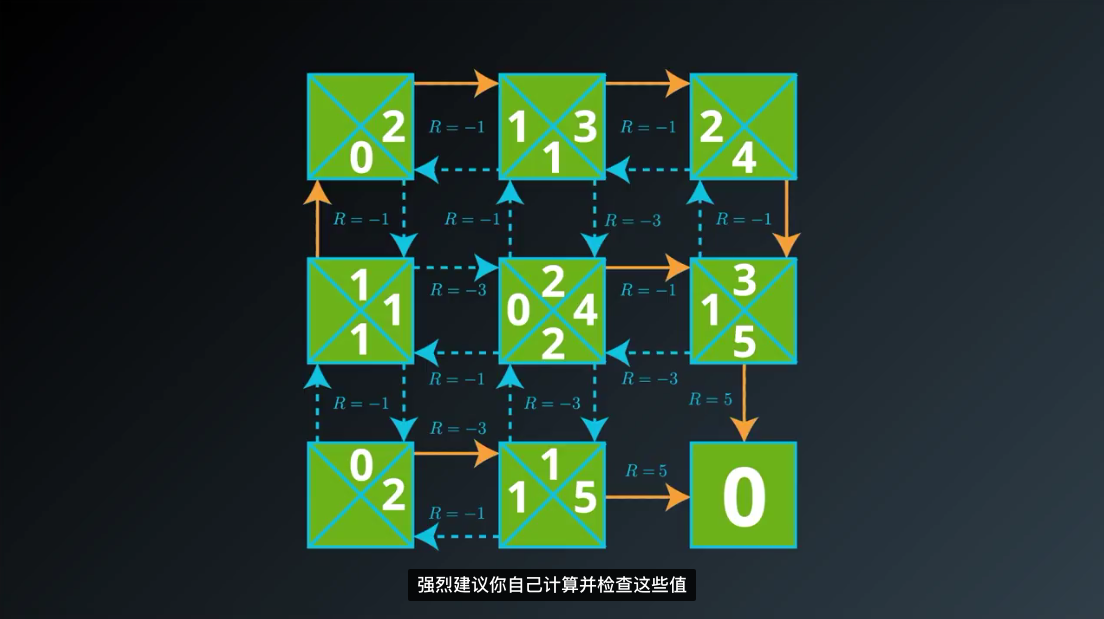 2 1 3 2
R = −1 R = −1
0 1 4
R = −1 R = −1 R = −3 R = −1
1 2 3
1 0 4 1
R = −3 R = −1
1 2 5
R = −1 R = −3
R = −1 R = −3 R = 5
R = −3
0 1
2 1 5 R = 5 0
R = −1
强烈建议你自己计算并检查这些值